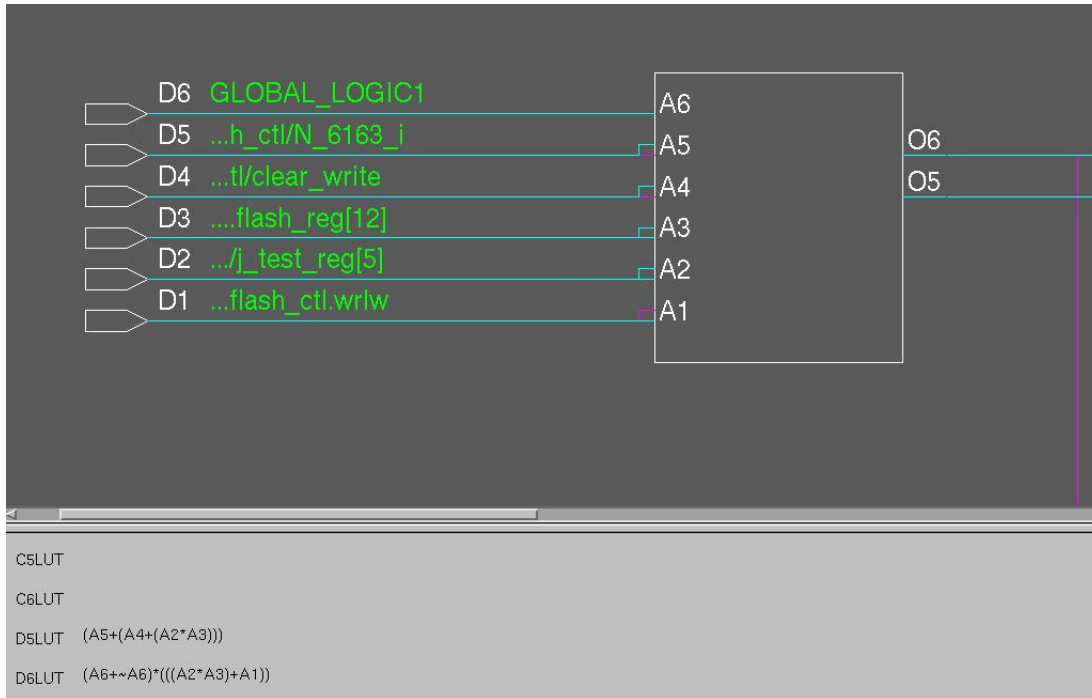 D6 GLOBAL_LOGIC1
A6
D5 ...h_ctl/N_6163_i
A5
O6
D4 ...tl/clear_write
A4
O5
D3 ....flash_reg[12]
A3
D2 .../j_test_reg[5]
A2
D1 ...flash_ctl.wrlw
A1
C5LUT
C6LUT
D5LUT (A5+(A4+(A2*A3)))
D6LUT (A6+~A6)*(((A2*A3)+A1))